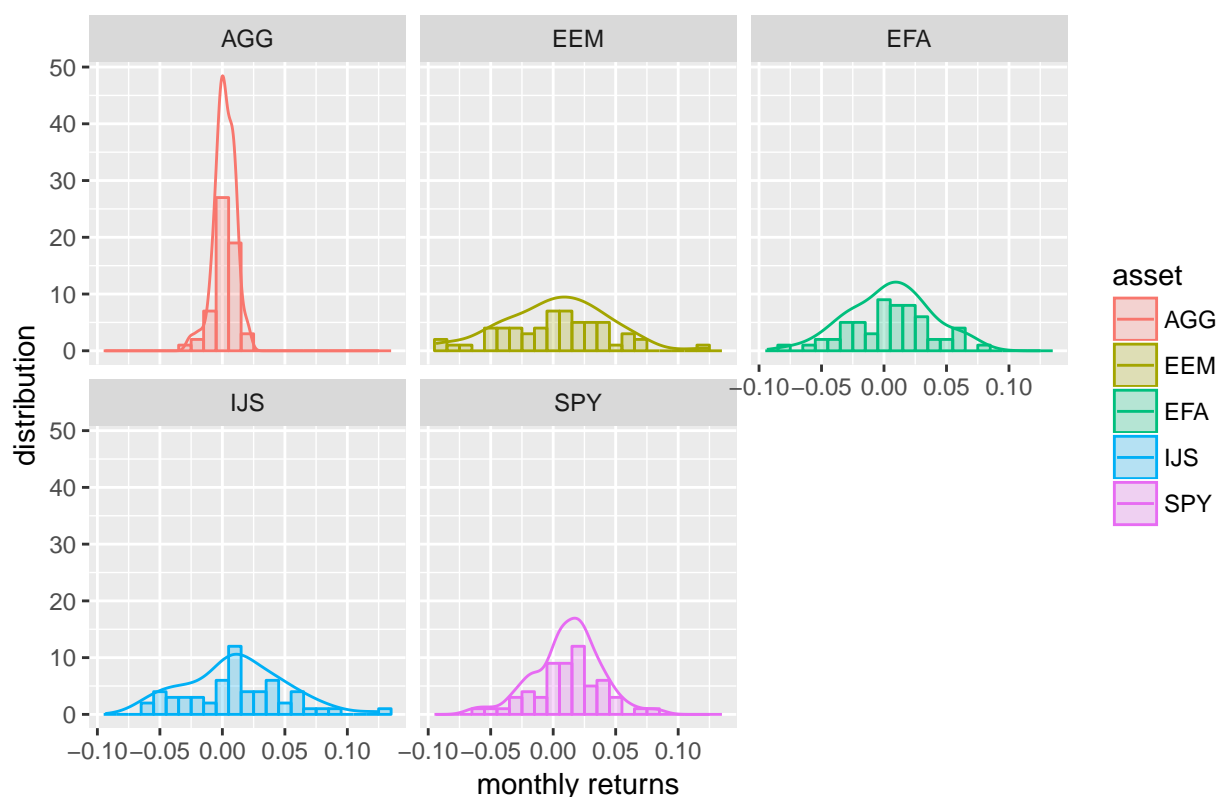 AGG EEM EFA
50
40
30
20
10
0
−0.10 −0.05 0.00 0.05 0.10
IJS SPY
50
40
30
20
10
0
−0.10 −0.05 0.00 0.05 0.10 −0.10 −0.05 0.00 0.05 0.10
monthly returns
distribution
asset
AGG
EEM
EFA
IJS
SPY